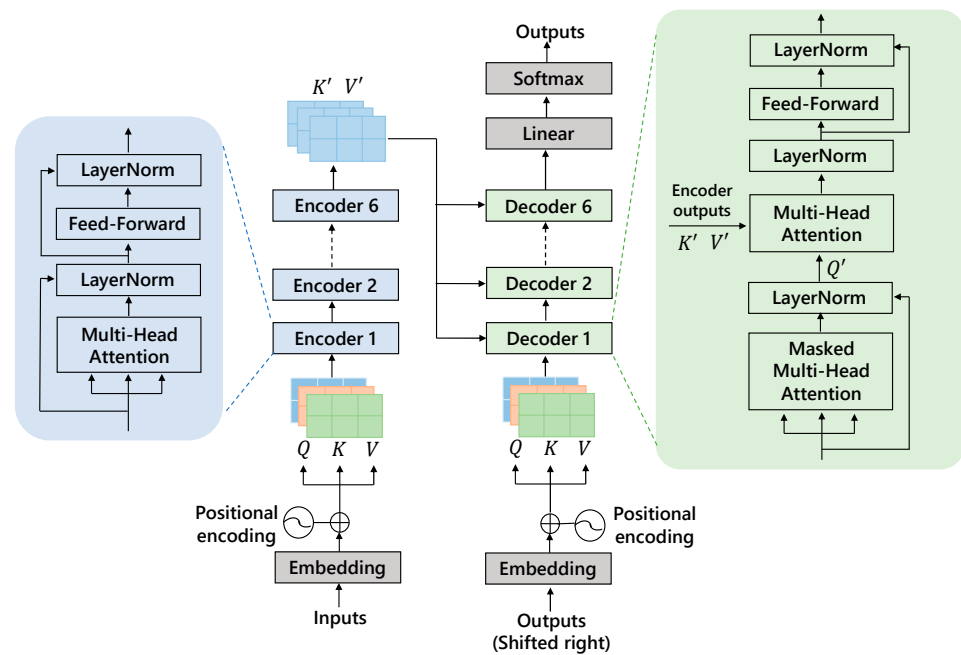 LayerNorm
Feed-Forward
LayerNorm
Multi-Head
Attention
K′ V′
Encoder 6
Encoder 2
Encoder 1
Q K V
Positional
encoding
Embedding
Inputs
Outputs
Softmax
Linear
Decoder 6
Decoder 2
Decoder 1
Q K V
Positional
encoding
Embedding
Outputs
(Shifted right)
LayerNorm
Feed-Forward
LayerNorm
Encoder
outputs
K′ V′
Multi-Head
Attention
Q′
LayerNorm
Masked
Multi-Head
Attention